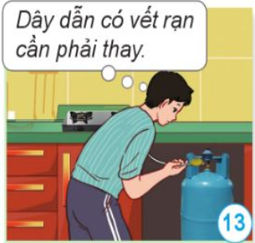 Dây dẫn có vết rạn
cần phải thay.
13